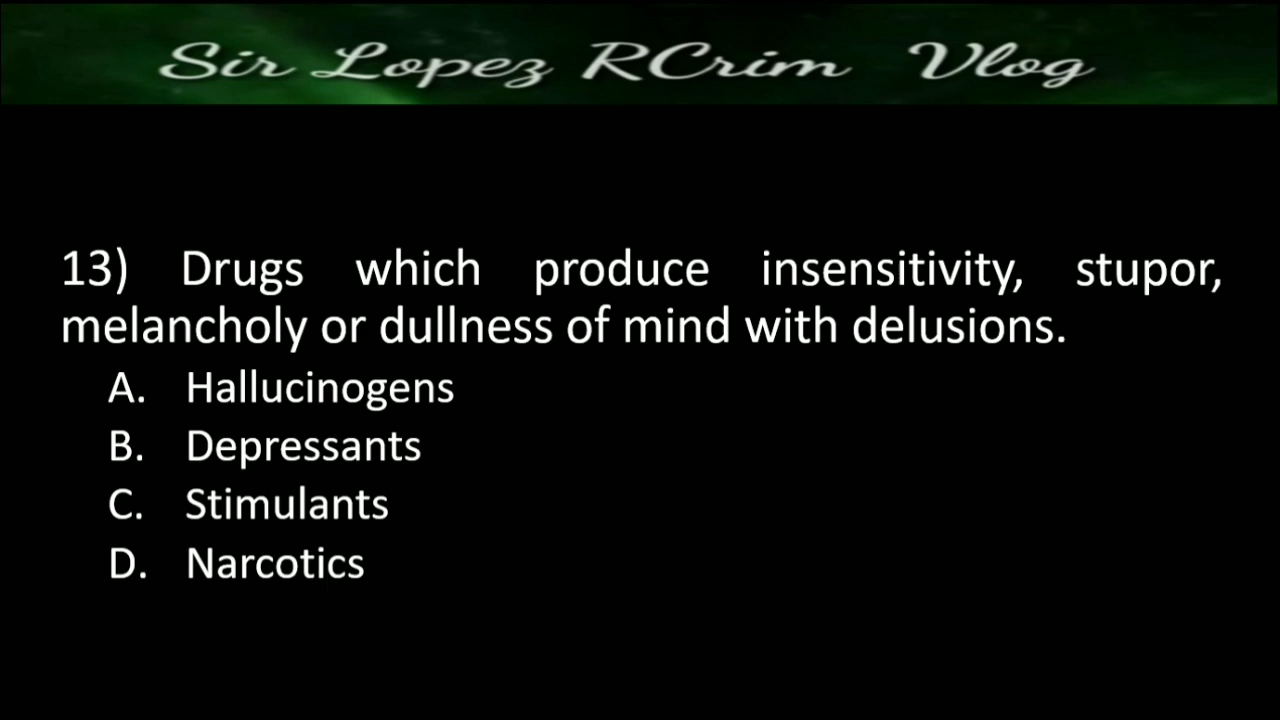 Sir Lopez RCrim Vlog
13) Drugs which produce insensitivity, stupor,
melancholy or dullness of mind with delusions.
A. Hallucinogens
B. Depressants
C. Stimulants
D. Narcotics